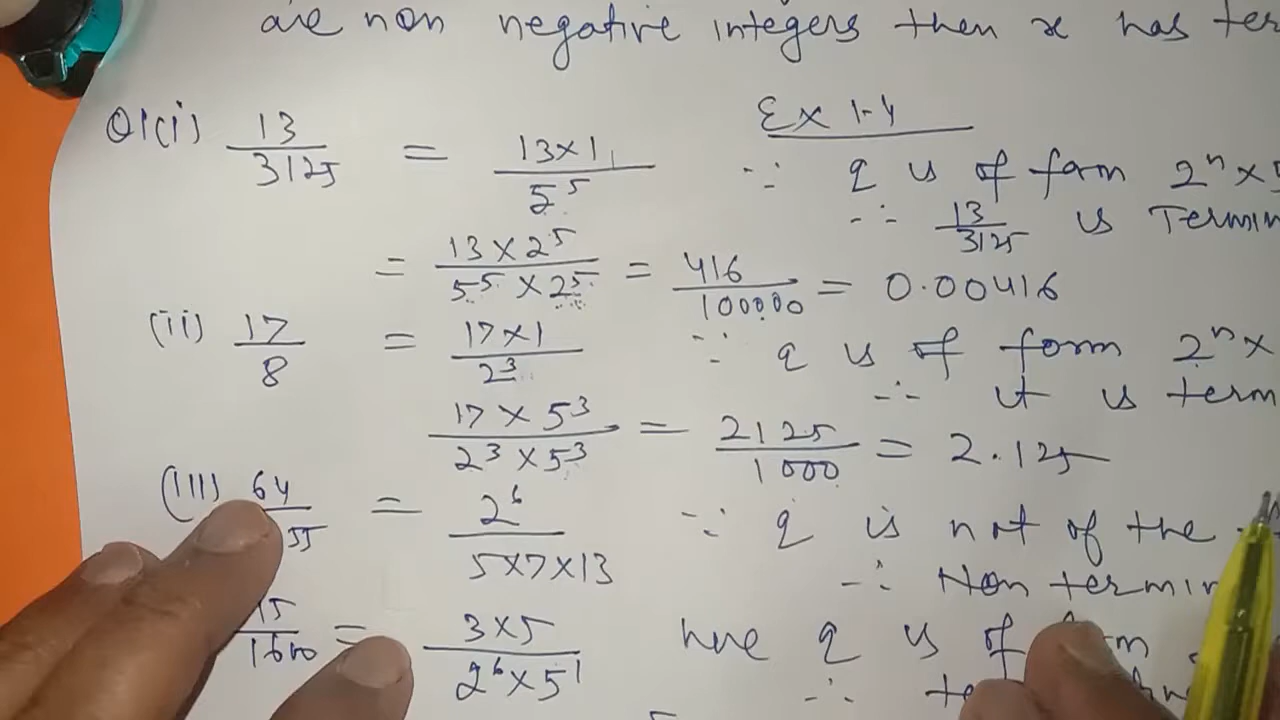 are non negative integers then x has ter
Q1(i) 13/3125 = 13×1/5^5
Ex 1.4
∵ q is of form 2^n × 5
∴ 13/3125 is Termin
= 13×2^5/5^5×2^5 = 416/100000 = 0.00416
(ii) 17/8 = 17×1/2^3 ∵ q is of form 2^n ×
∴ it is term
17×5^3/2^3×5^3 = 2125/1000 = 2.125
(III) 64/55 = 2^6/5×7×13 ∵ q is not of the
∴ Non termin
15/1600 = 3×5/2^6×5^1 here q is of
∴